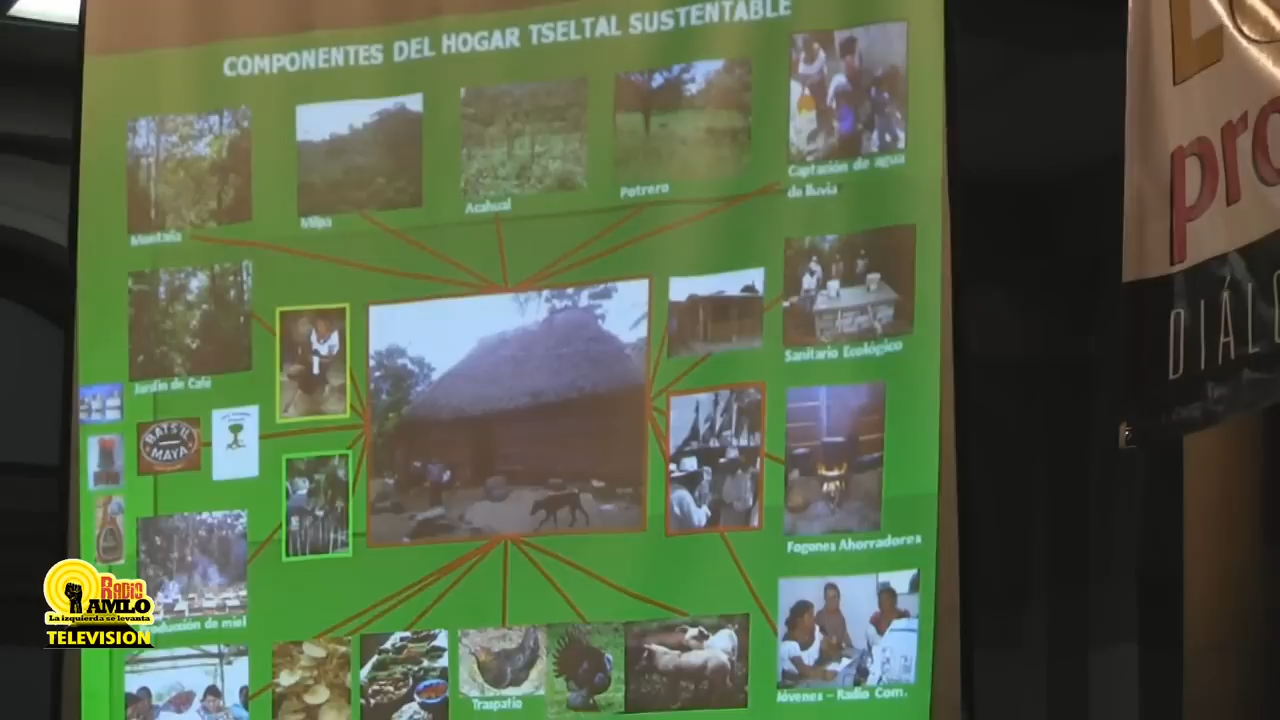 COMPONENTES DEL HOGAR TSELTAL SUSTENTABLE
Montaña
Milpa
Acahual
Potrero
Captación de agua
de lluvia
Jardín de Café
Sanitario Ecológico
BATS'IL
MAYA
Fogones Ahorradores
ducción de miel
Traspatio
Jóvenes – Radio Com.
pro
DIÁLO
RADIO
AMLO
La izquierda se levanta
TELEVISION